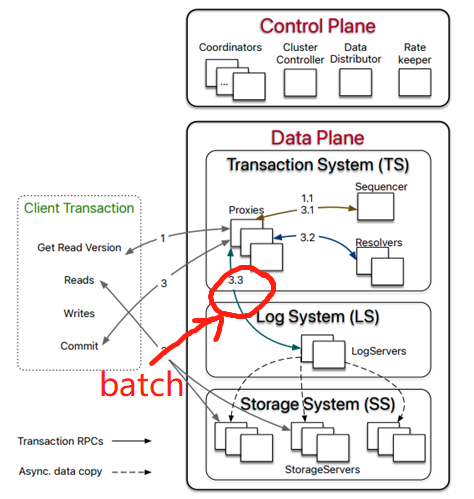 Control Plane
Coordinators
Cluster
Controller
Data
Distributor
Rate
keeper
...
Data Plane
Transaction System (TS)
Client Transaction
Proxies
1.1
3.1
Sequencer
Get Read Version
1
3.2
Resolvers
Reads
3
3.3
Writes
Log System (LS)
Commit
LogServers
batch
Storage System (SS)
Transaction RPCs
StorageServers
Async. data copy